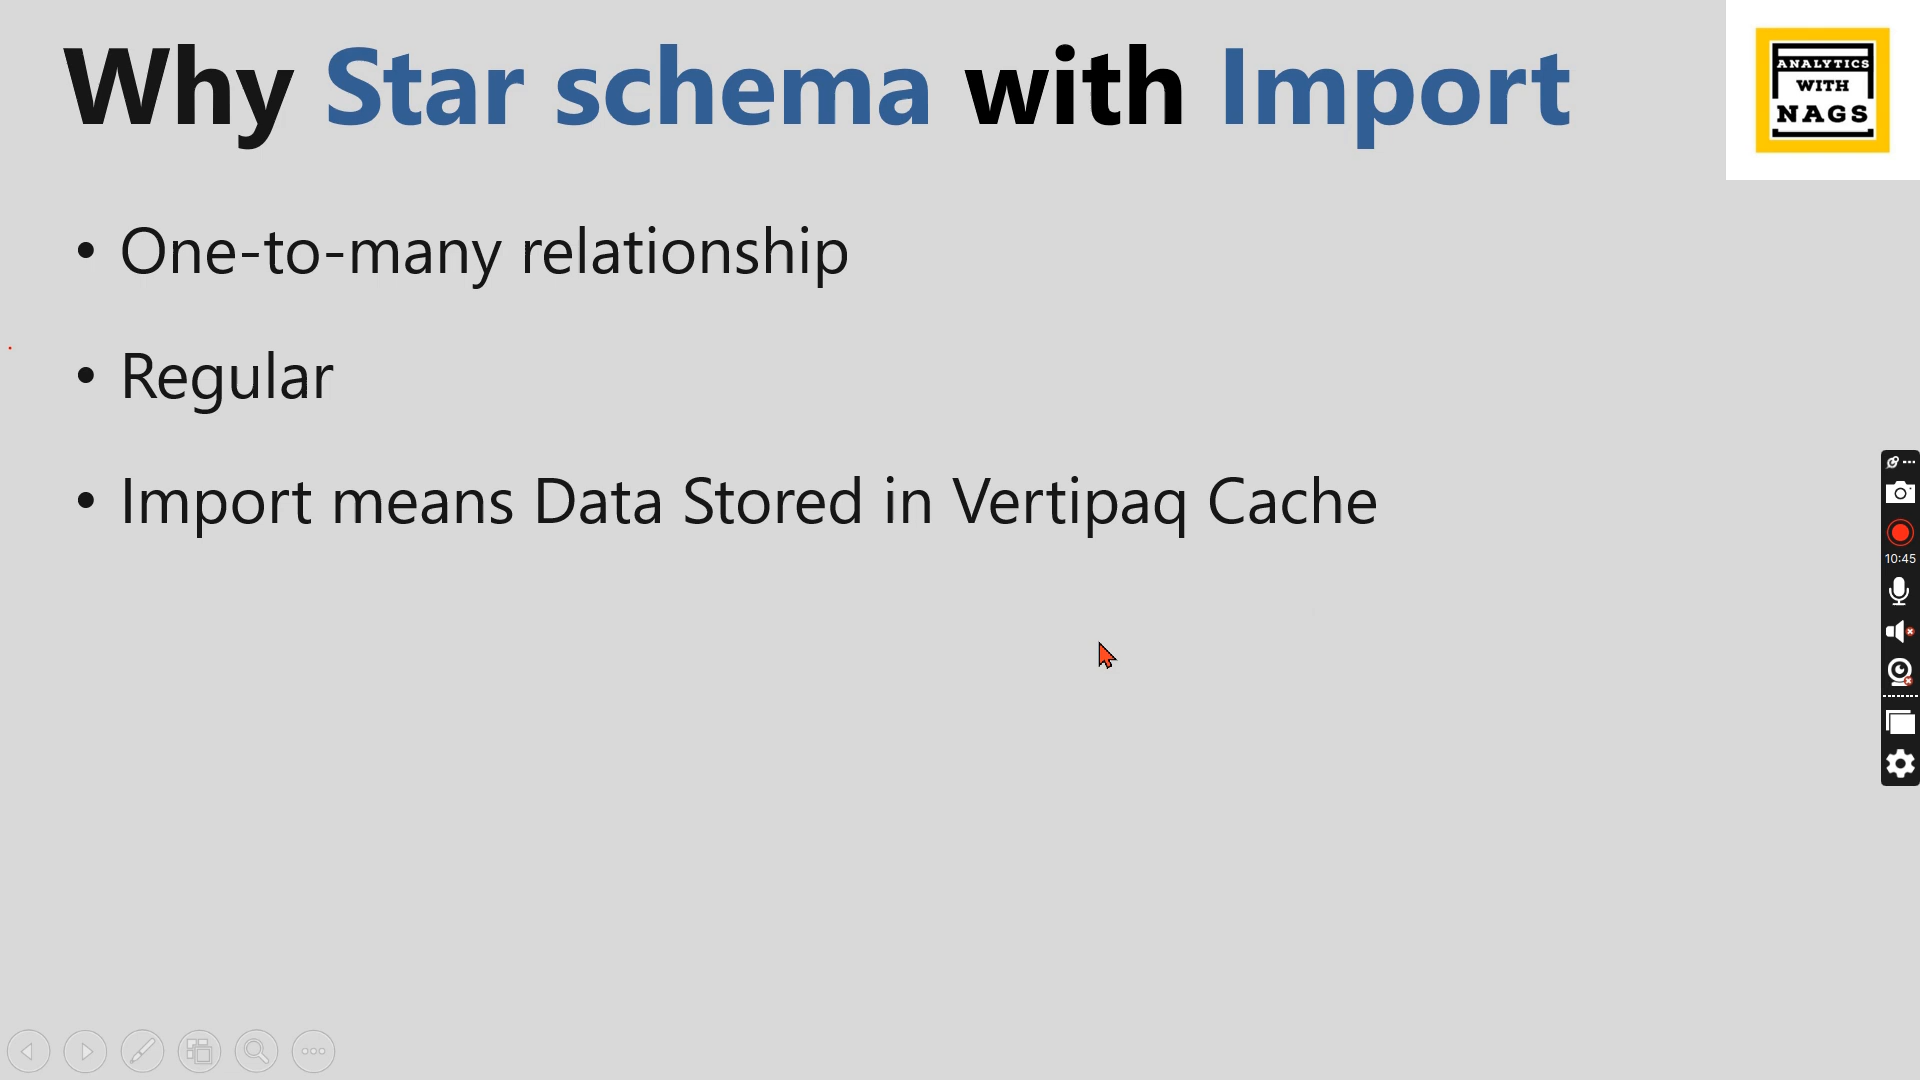 Why Star schema with Import
ANALYTICS
WITH
NAGS
• One-to-many relationship
• Regular
• Import means Data Stored in Vertipaq Cache
10:45